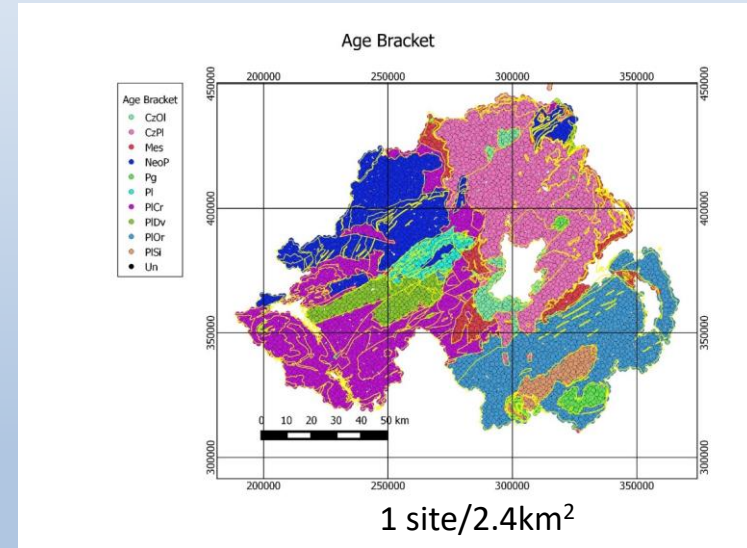 Age Bracket
200000 250000 300000 350000
450000 450000
Age Bracket
CzOl
CzPl
Mes
NeoP
Pg
Pl
PlCr
PlDv
PlOr
PlSi
Un
400000 400000
350000 350000
0 10 20 30 40 50 km
300000 300000
200000 250000 300000 350000
1 site/2.4km²